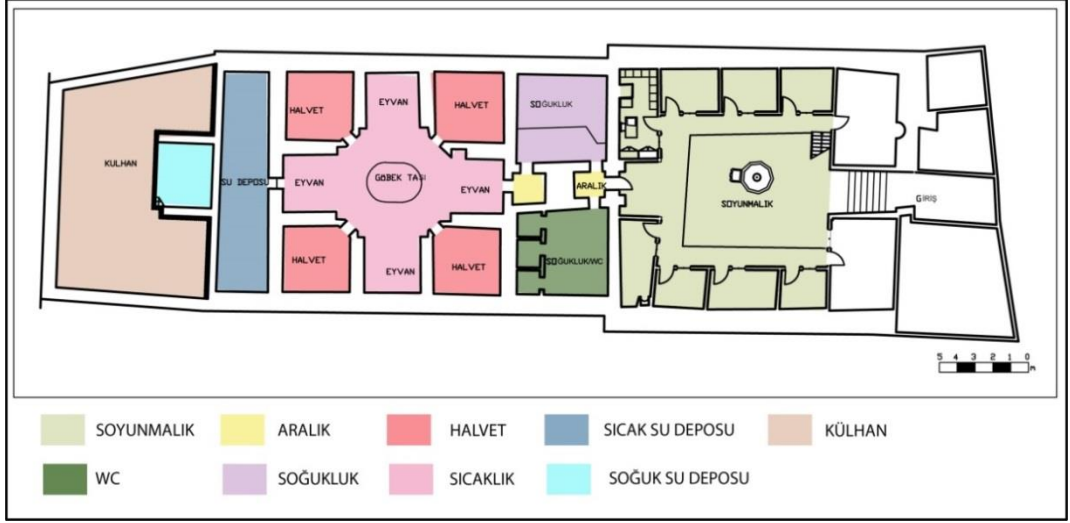 HALVET
EYVAN
HALVET
SOĞUKLUK
KULHAN
SU DEPOSU
EYVAN
GÖBEK TAŞI
EYVAN
ARALIK
SOYUNMALIK
GİRİŞ
HALVET
EYVAN
HALVET
SOĞUKLUK/WC
5 4 3 2 1 0
M
SOYUNMALIK
ARALIK
HALVET
SICAK SU DEPOSU
KÜLHAN
WC
SOĞUKLUK
SICAKLIK
SOĞUK SU DEPOSU